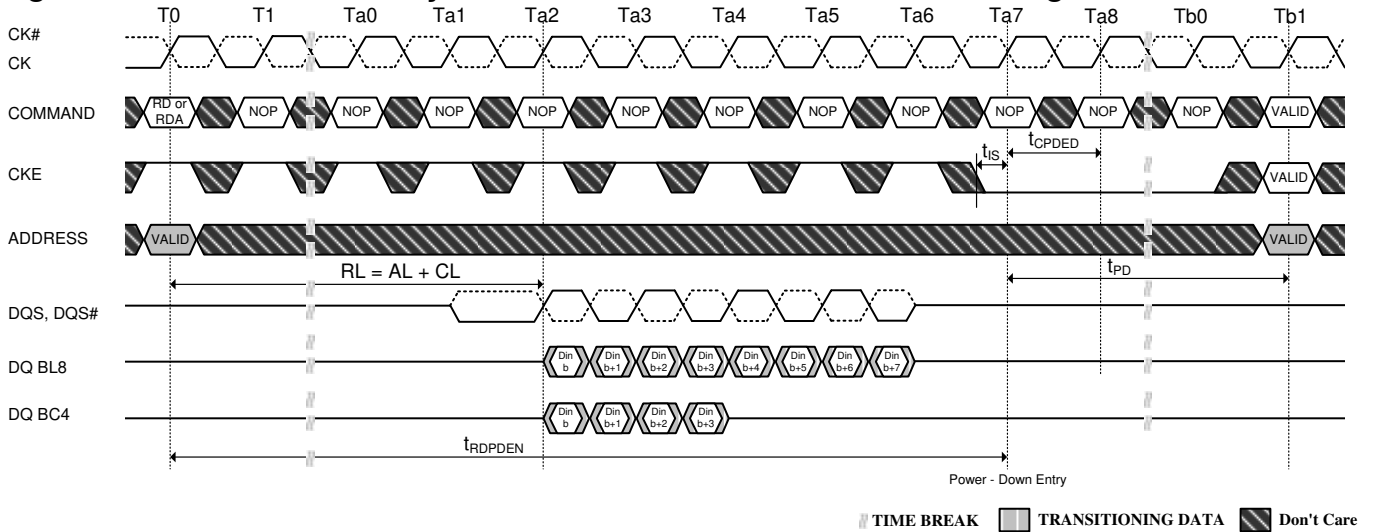 T0 T1 Ta0 Ta1 Ta2 Ta3 Ta4 Ta5 Ta6 Ta7 Ta8 Tb0 Tb1
CK#
CK
COMMAND
RD or
RDA
NOP NOP NOP NOP NOP NOP NOP NOP NOP NOP NOP VALID
tIS
tCPDED
CKE
VALID
ADDRESS
VALID
VALID
RL = AL + CL
tPD
DQS, DQS#
DQ BL8
Din
b
Din
b+1
Din
b+2
Din
b+3
Din
b+4
Din
b+5
Din
b+6
Din
b+7
DQ BC4
Din
b
Din
b+1
Din
b+2
Din
b+3
tRDPDEN
Power - Down Entry
TIME BREAK TRANSITIONING DATA Don't Care